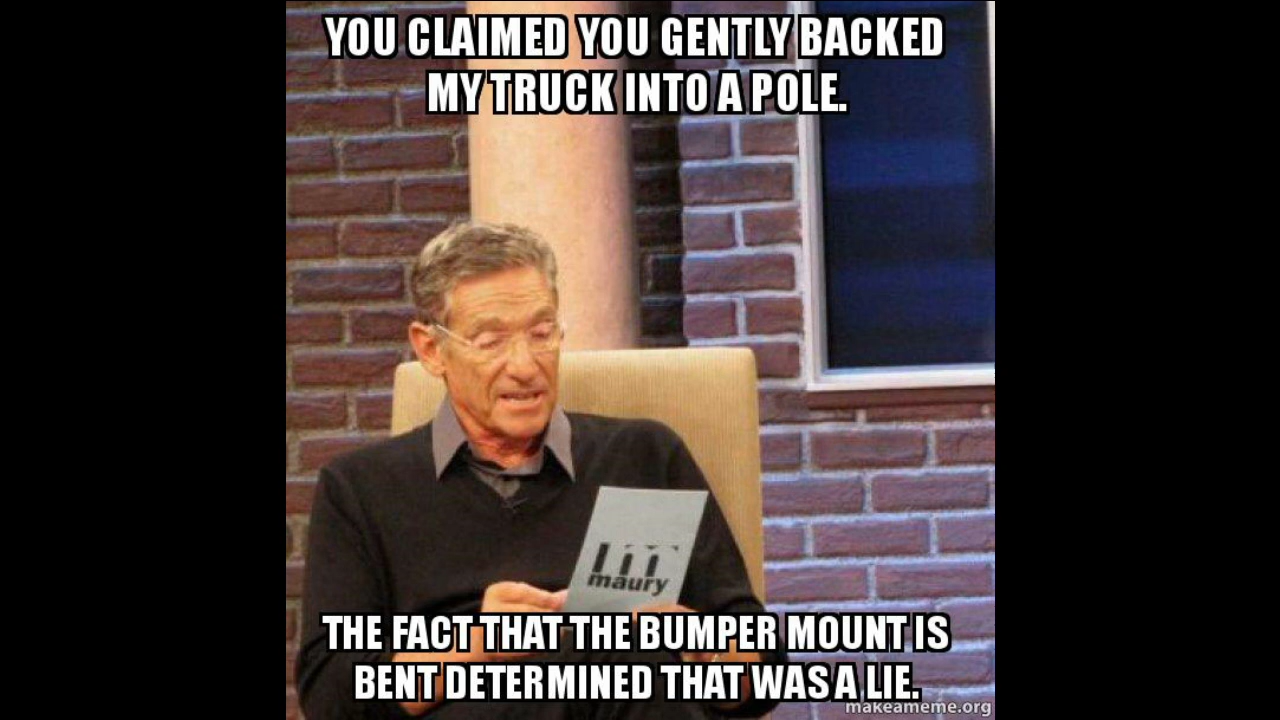 YOU CLAIMED YOU GENTLY BACKED
MY TRUCK INTO A POLE.
maury
THE FACT THAT THE BUMPER MOUNT IS
BENT DETERMINED THAT WAS A LIE.
makeameme.org